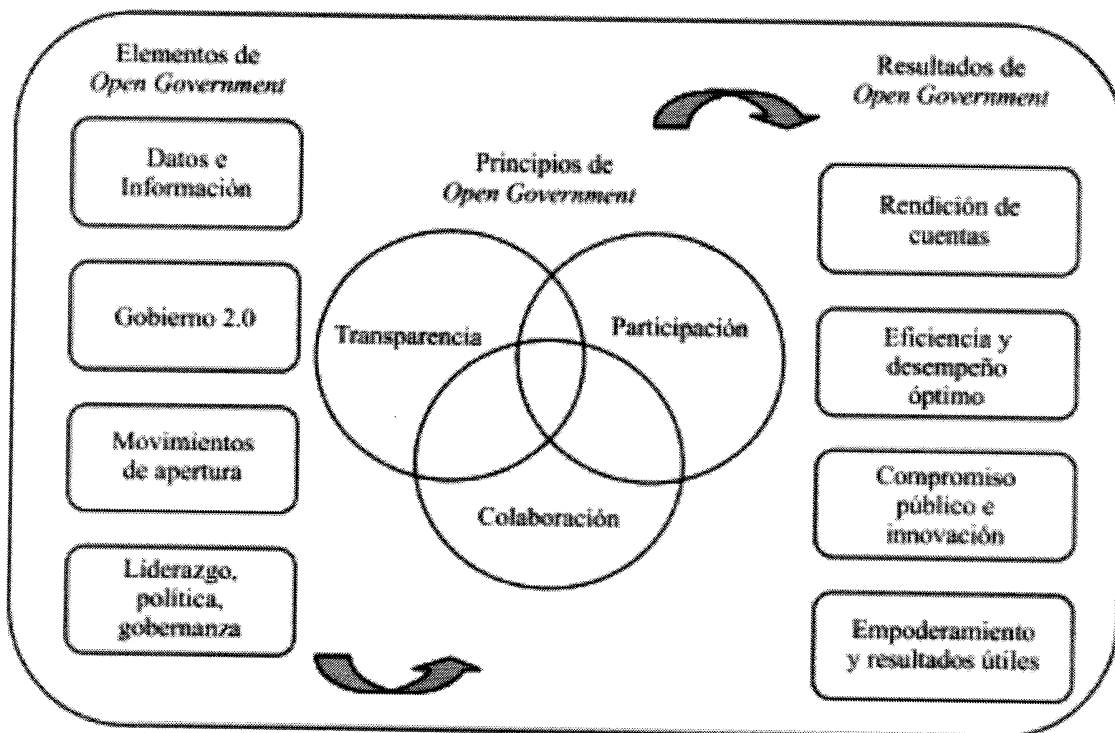 Elementos de
Open Government
Datos e
Información
Gobierno 2.0
Movimientos
de apertura
Liderazgo,
política,
gobernanza
Principios de
Open Government
Transparencia
Participación
Colaboración
Resultados de
Open Government
Rendición de
cuentas
Eficiencia y
desempeño
óptimo
Compromiso
público e
innovación
Empoderamiento
y resultados útiles